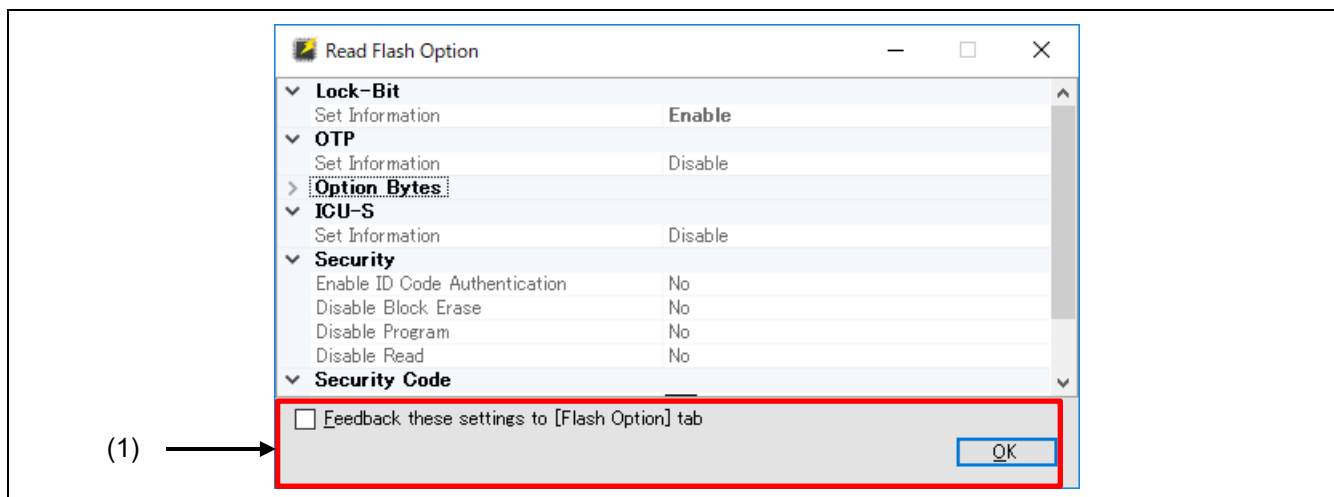 Read Flash Option
Lock-Bit
Set Information Enable
OTP
Set Information Disable
Option Bytes
ICU-S
Set Information Disable
Security
Enable ID Code Authentication No
Disable Block Erase No
Disable Program No
Disable Read No
Security Code
Feedback these settings to [Flash Option] tab
(1)
OK